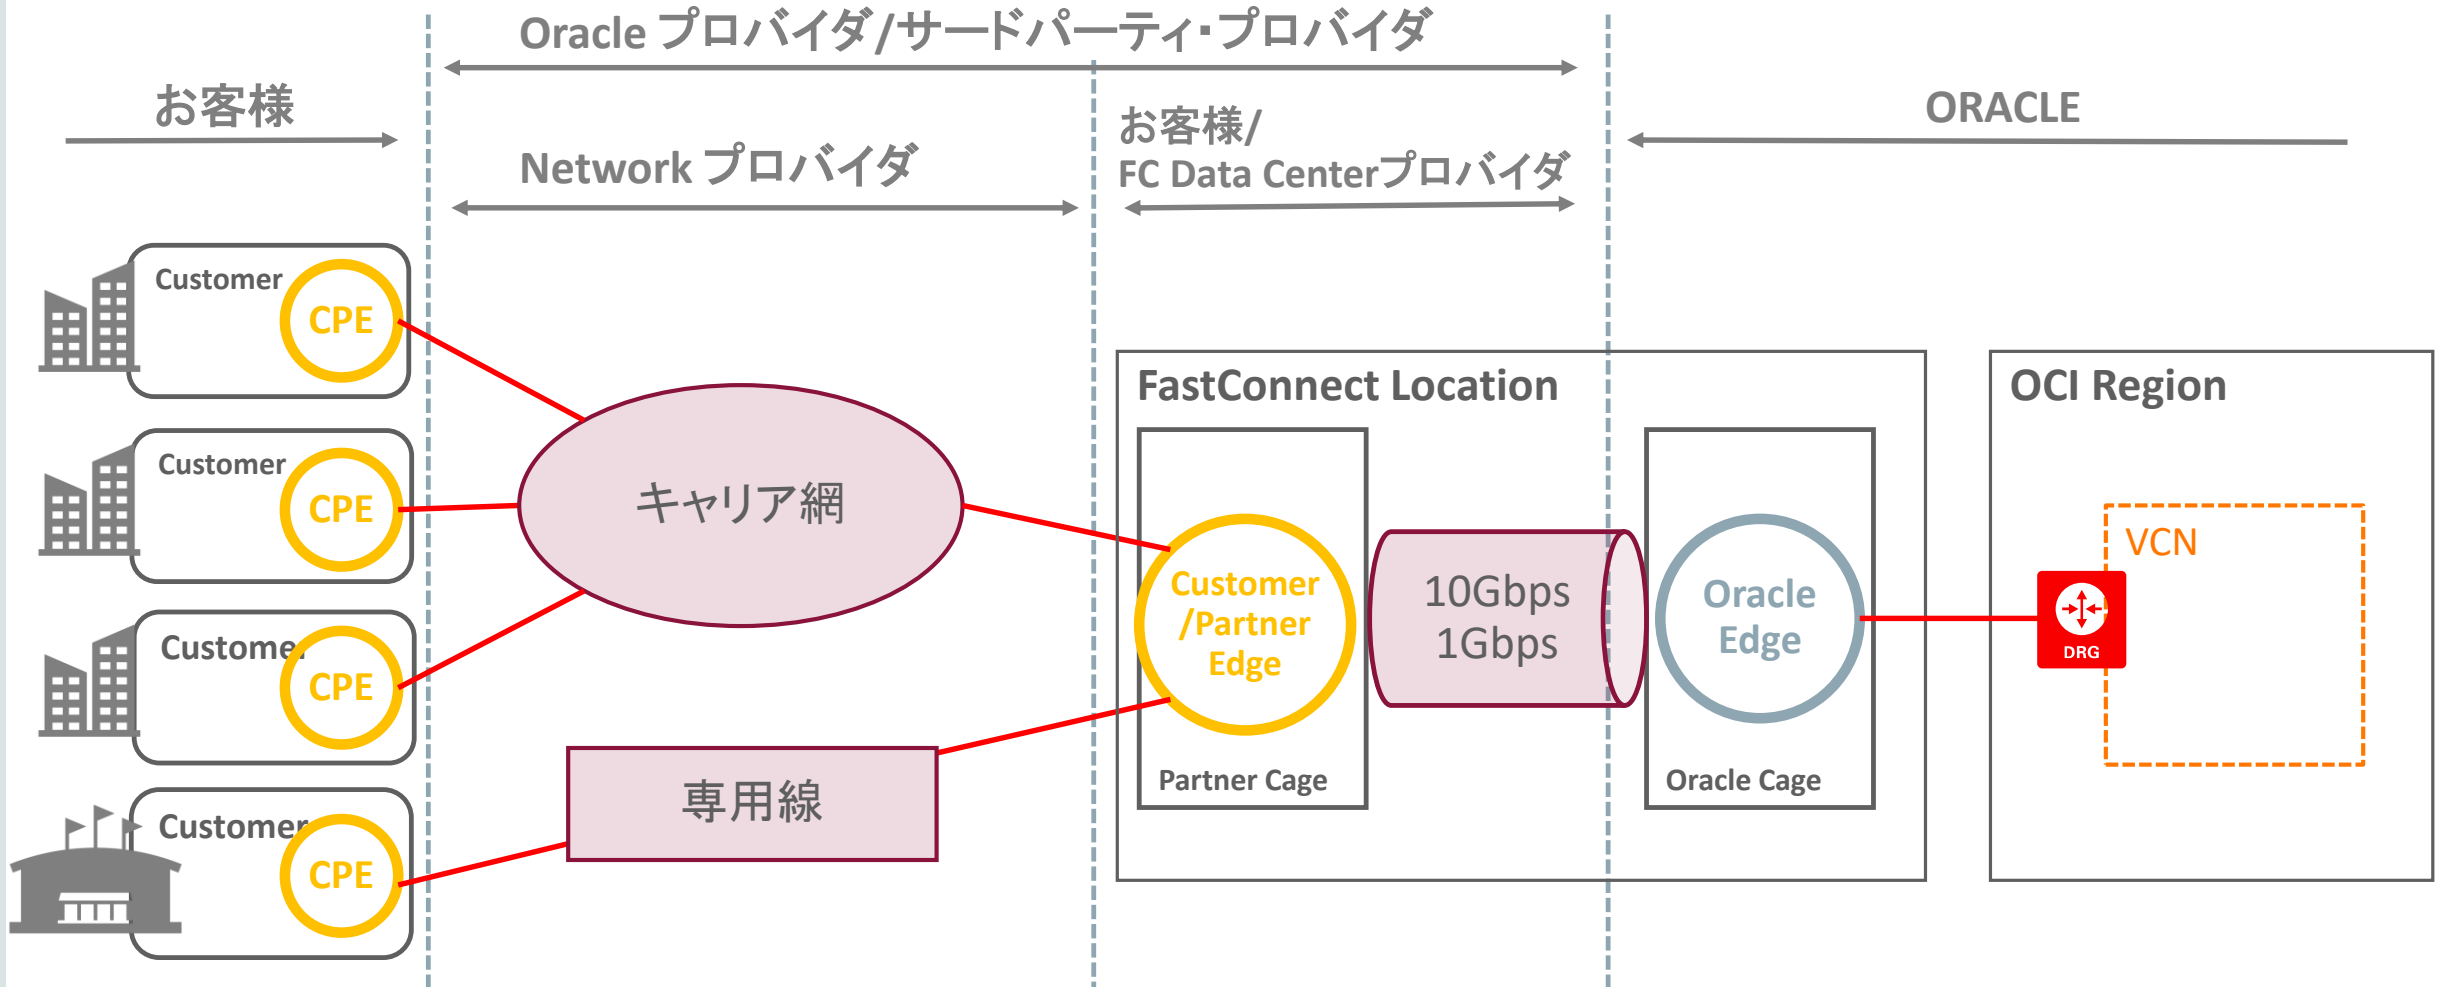 Oracle プロバイダ/サードパーティ・プロバイダ
お客様
ORACLE
Network プロバイダ
お客様/
FC Data Centerプロバイダ
Customer
CPE
Customer
CPE
Customer
CPE
Customer
CPE
キャリア網
専用線
FastConnect Location
Customer
/Partner
Edge
Partner Cage
10Gbps
1Gbps
Oracle
Edge
Oracle Cage
OCI Region
VCN
DRG